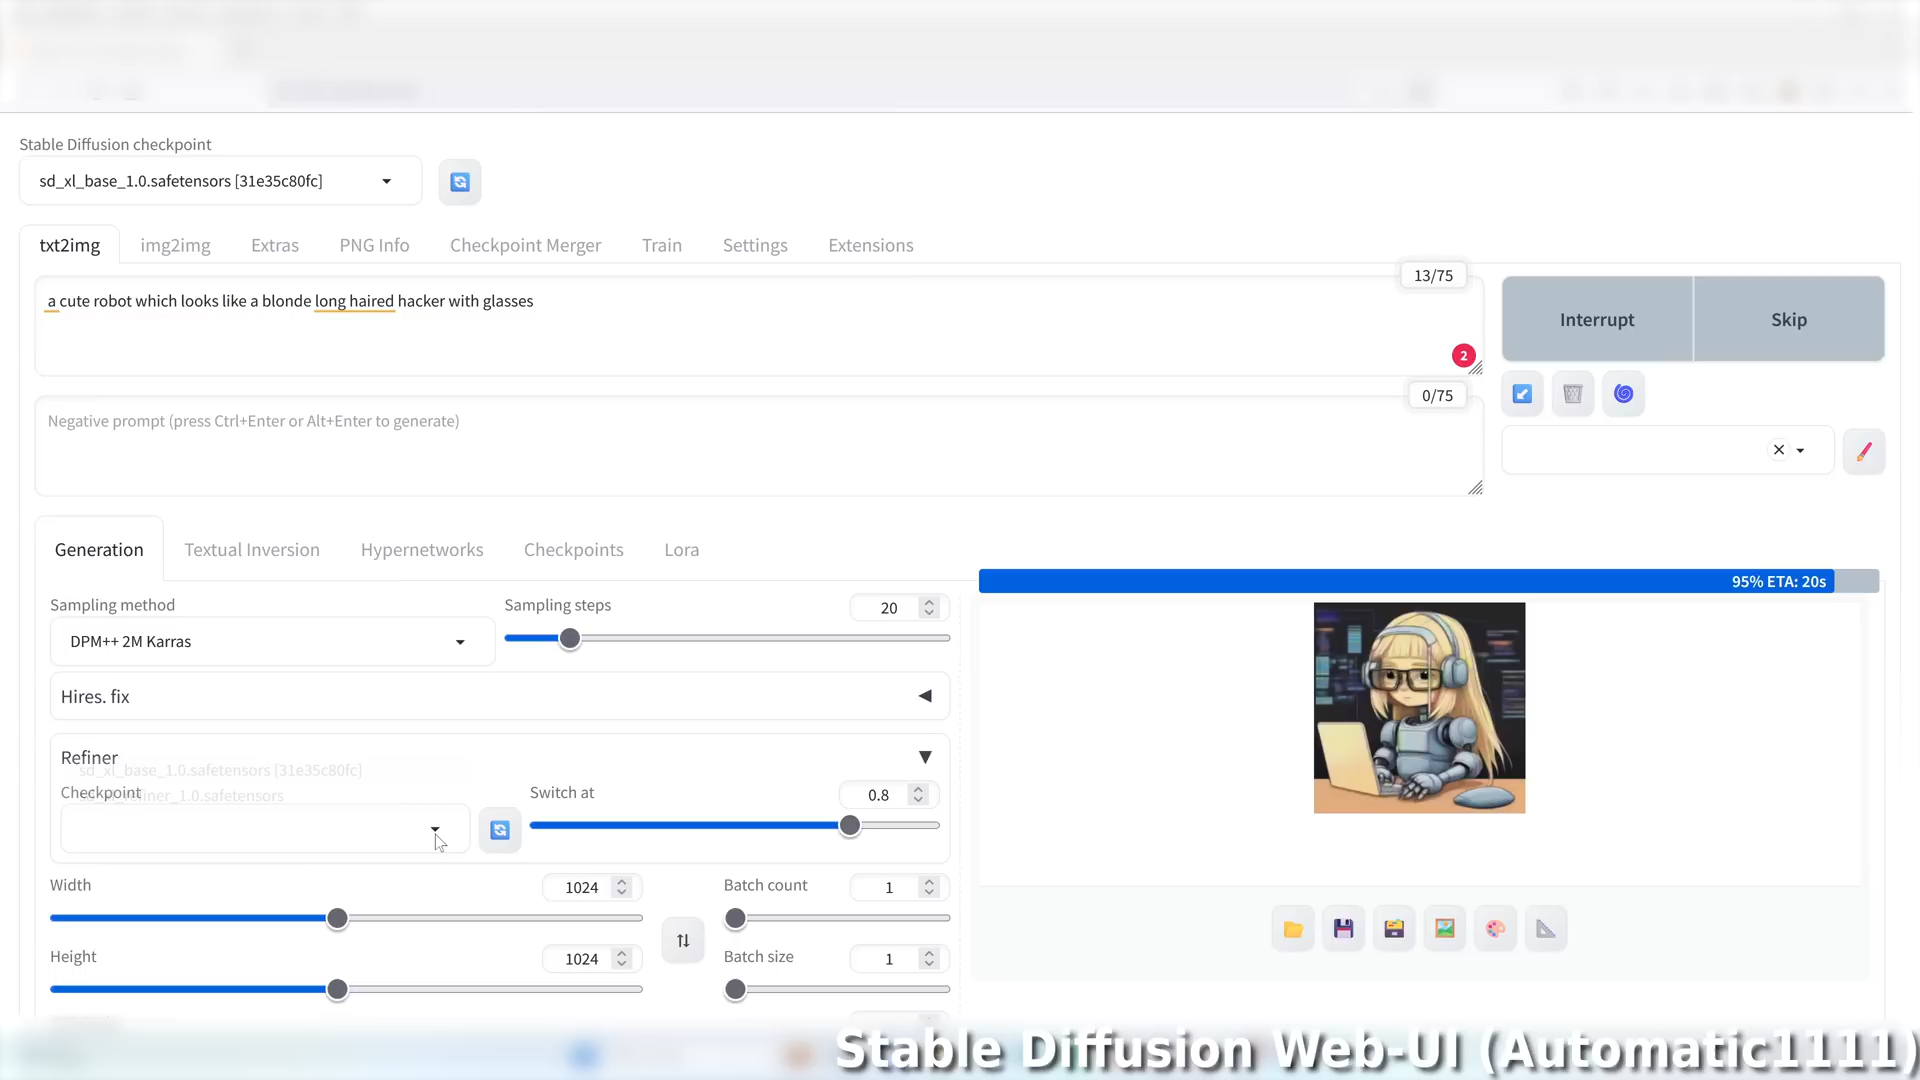 Stable Diffusion checkpoint
sd_xl_base_1.0.safetensors [31e35c80fc]
txt2img img2img Extras PNG Info Checkpoint Merger Train Settings Extensions
13/75
a cute robot which looks like a blonde long haired hacker with glasses
Interrupt Skip
2
0/75
Negative prompt (press Ctrl+Enter or Alt+Enter to generate)
Generation Textual Inversion Hypernetworks Checkpoints Lora
95% ETA: 20s
Sampling method Sampling steps 20
DPM++ 2M Karras
Hires. fix
Refiner
sd_xl_base_1.0.safetensors [31e35c80fc]
Checkpoint Switch at 0.8
refiner_1.0.safetensors
Width 1024 Batch count 1
Height 1024 Batch size 1
Stable Diffusion Web-UI (Automatic1111)